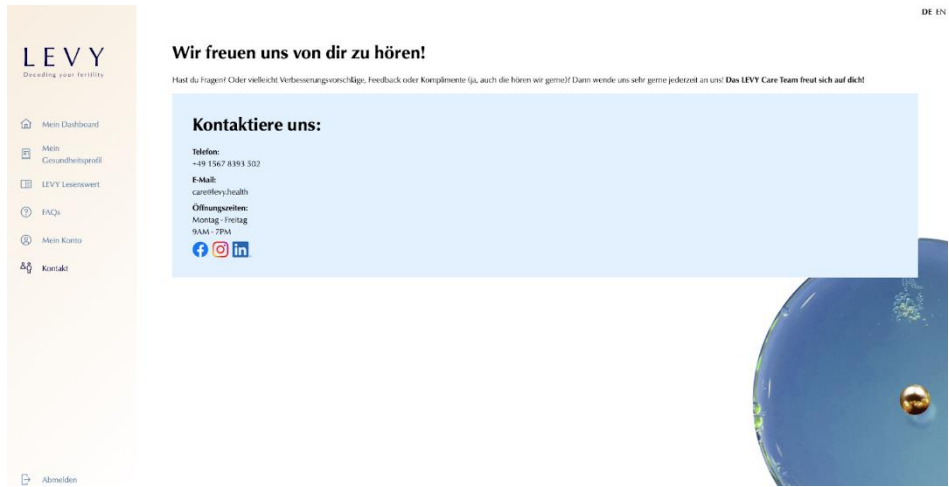 DE EN
LEVY
Decoding your fertility
Mein Dashboard
Mein
Gesundheitsprofil
LEVY Lesenswert
FAQs
Mein Konto
Kontakt
Abmelden
Wir freuen uns von dir zu hören!
Hast du Fragen? Oder vielleicht Verbesserungsvorschläge, Feedback oder Komplimente (ja, auch die hören wir gerne)? Dann wende uns sehr gerne jederzeit an uns! Das LEVY Care Team freut sich auf dich!
Kontaktiere uns:
Telefon:
+49 1567 8393 502
E-Mail:
care@levy.health
Öffnungszeiten:
Montag - Freitag
9AM - 7PM
in